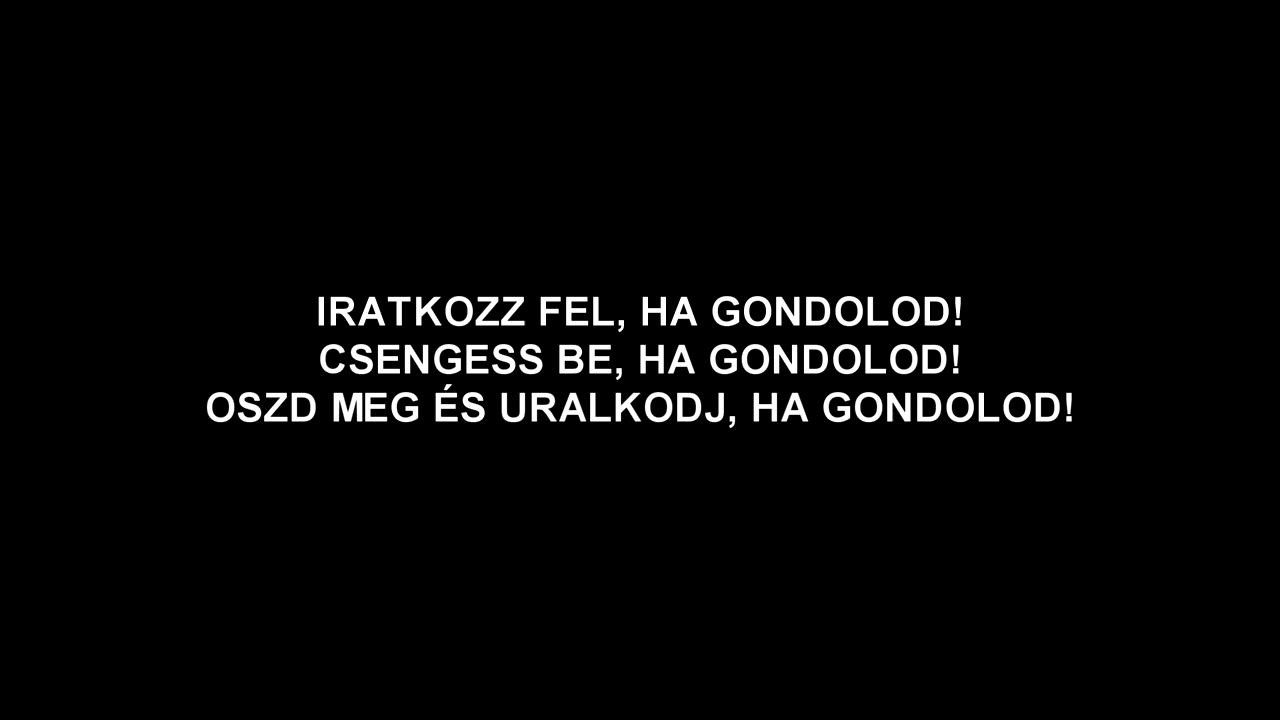 IRATKOZZ FEL, HA GONDOLOD!
CSENGESS BE, HA GONDOLOD!
OSZD MEG ÉS URALKODJ, HA GONDOLOD!